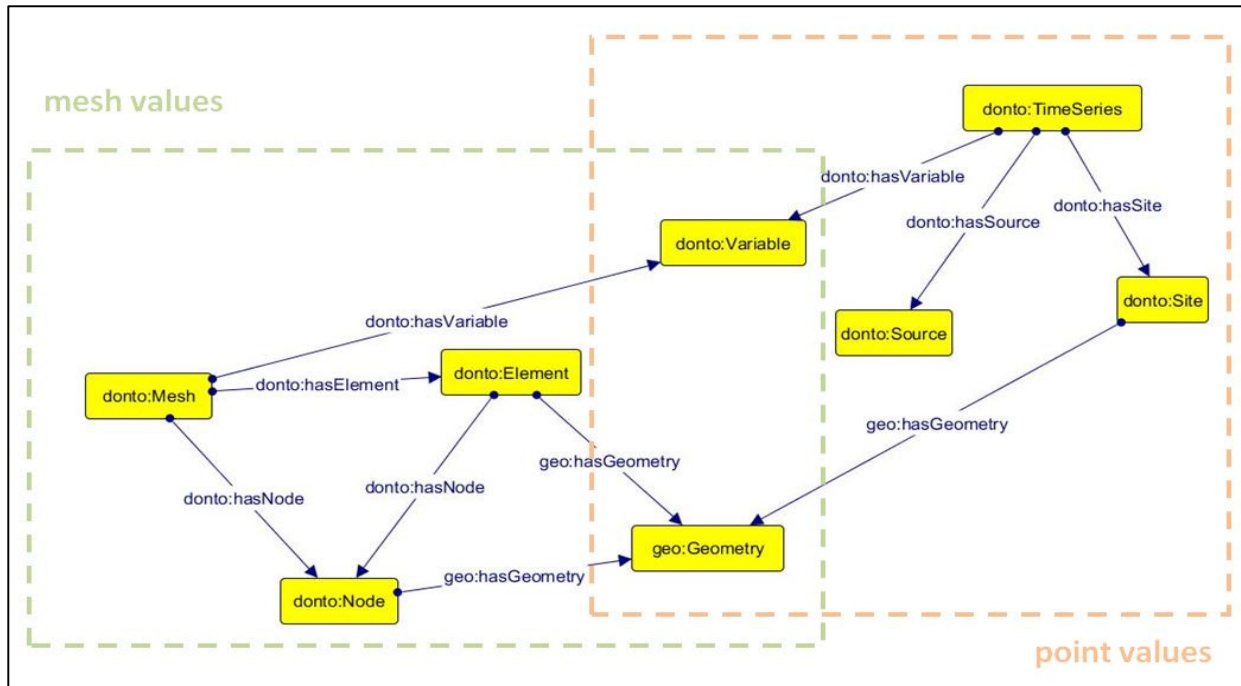 mesh values
donto:TimeSeries
donto:hasVariable
donto:hasSite
donto:hasSource
donto:Variable
donto:Site
donto:hasVariable
donto:Source
donto:Element
donto:hasElement
donto:Mesh
geo:hasGeometry
geo:hasGeometry
donto:hasNode
donto:hasNode
geo:Geometry
geo:hasGeometry
donto:Node
point values